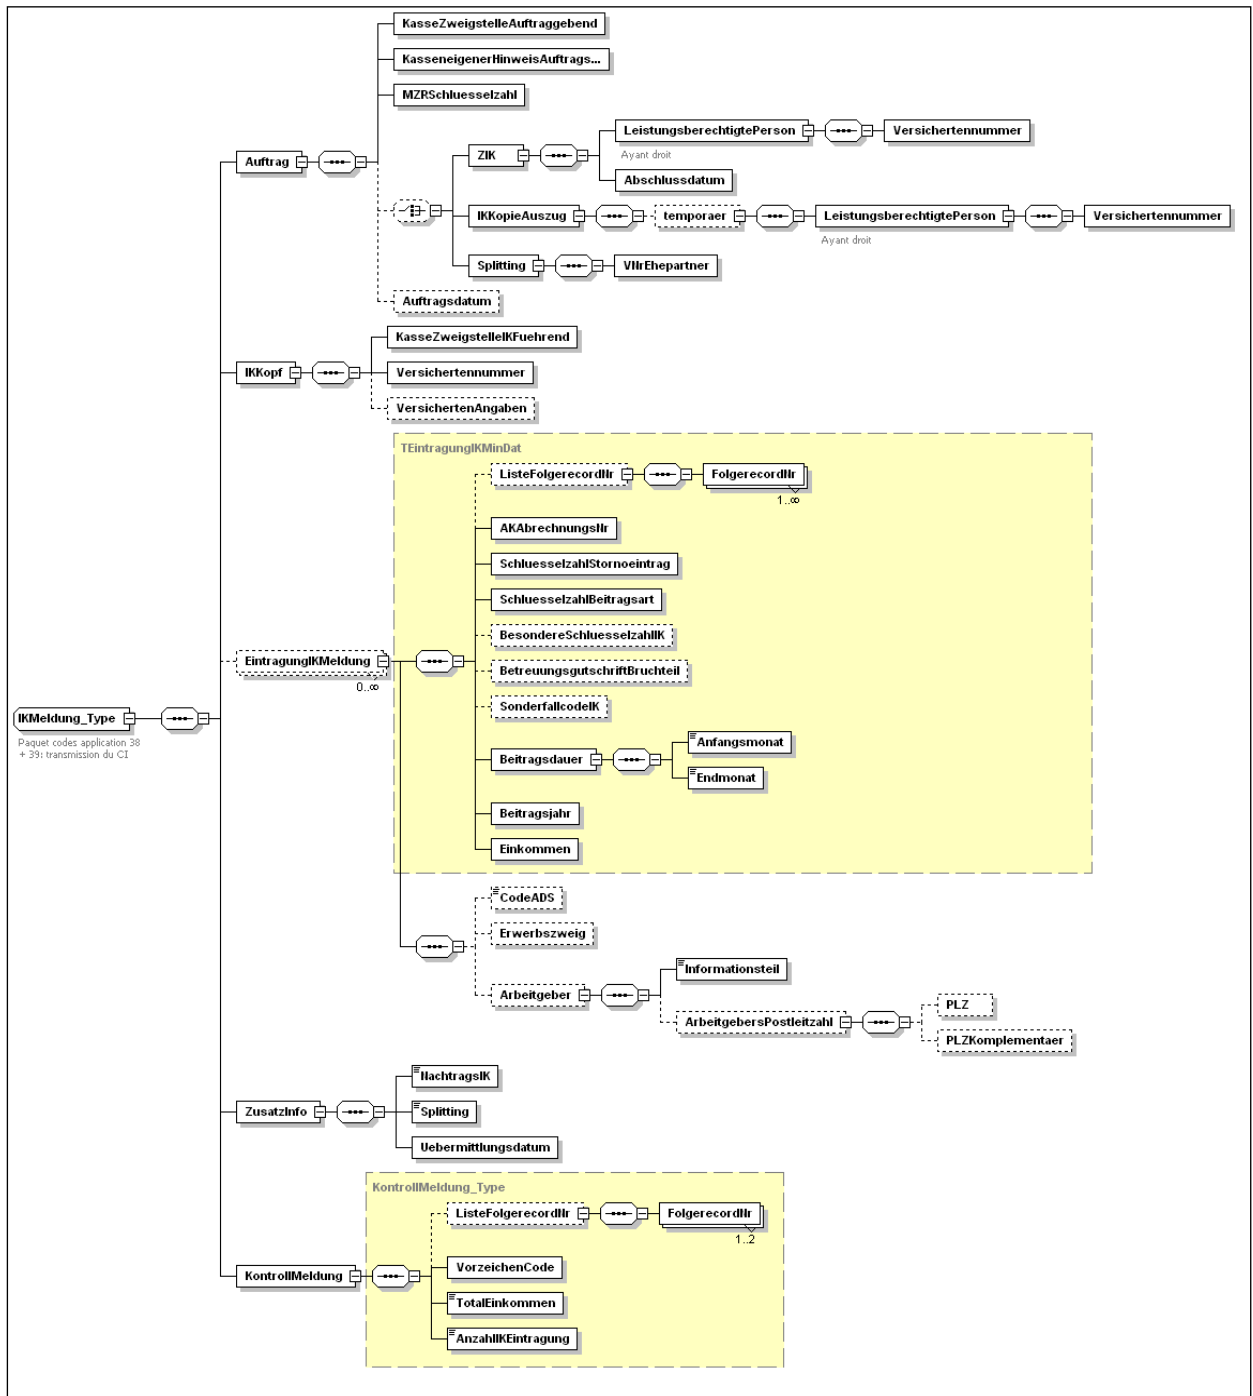 KasseZweigstelleAuftraggebend
KasseneigenerHinweisAuftrags...
MZRSchluesselzahl
Auftrag
ZIK
LeistungsberechtigtePerson
Versichertennummer
Ayant droit
Abschlussdatum
IKKopieAuszug
temporaer
LeistungsberechtigtePerson
Versichertennummer
Ayant droit
Splitting
VNrEhepartner
Auftragsdatum
IKKopf
KasseZweigstelleIKFuehrend
Versichertennummer
VersichertenAngaben
TEintragungIKMinDat
ListeFolgerecordNr
FolgerecordNr
1..∞
AKAbrechnungsNr
SchluesselzahlStornoeintrag
SchluesselzahlBeitragsart
BesondereSchluesselzahlIK
EintragungIKMeldung
0..∞
BetreuungsgutschriftBruchteil
SonderfallcodeIK
IKMeldung_Type
Paquet codes application 38
+ 39: transmission du CI
Beitragsdauer
Anfangsmonat
Endmonat
Beitragsjahr
Einkommen
CodeADS
Erwerbszweig
Arbeitgeber
Informationsteil
ArbeitgebersPostleitzahl
PLZ
PLZKomplementaer
ZusatzInfo
NachtragsIK
Splitting
Uebermittlungsdatum
KontrollMeldung_Type
ListeFolgerecordNr
FolgerecordNr
1..2
KontrollMeldung
VorzeichenCode
TotalEinkommen
AnzahlIKEintragung